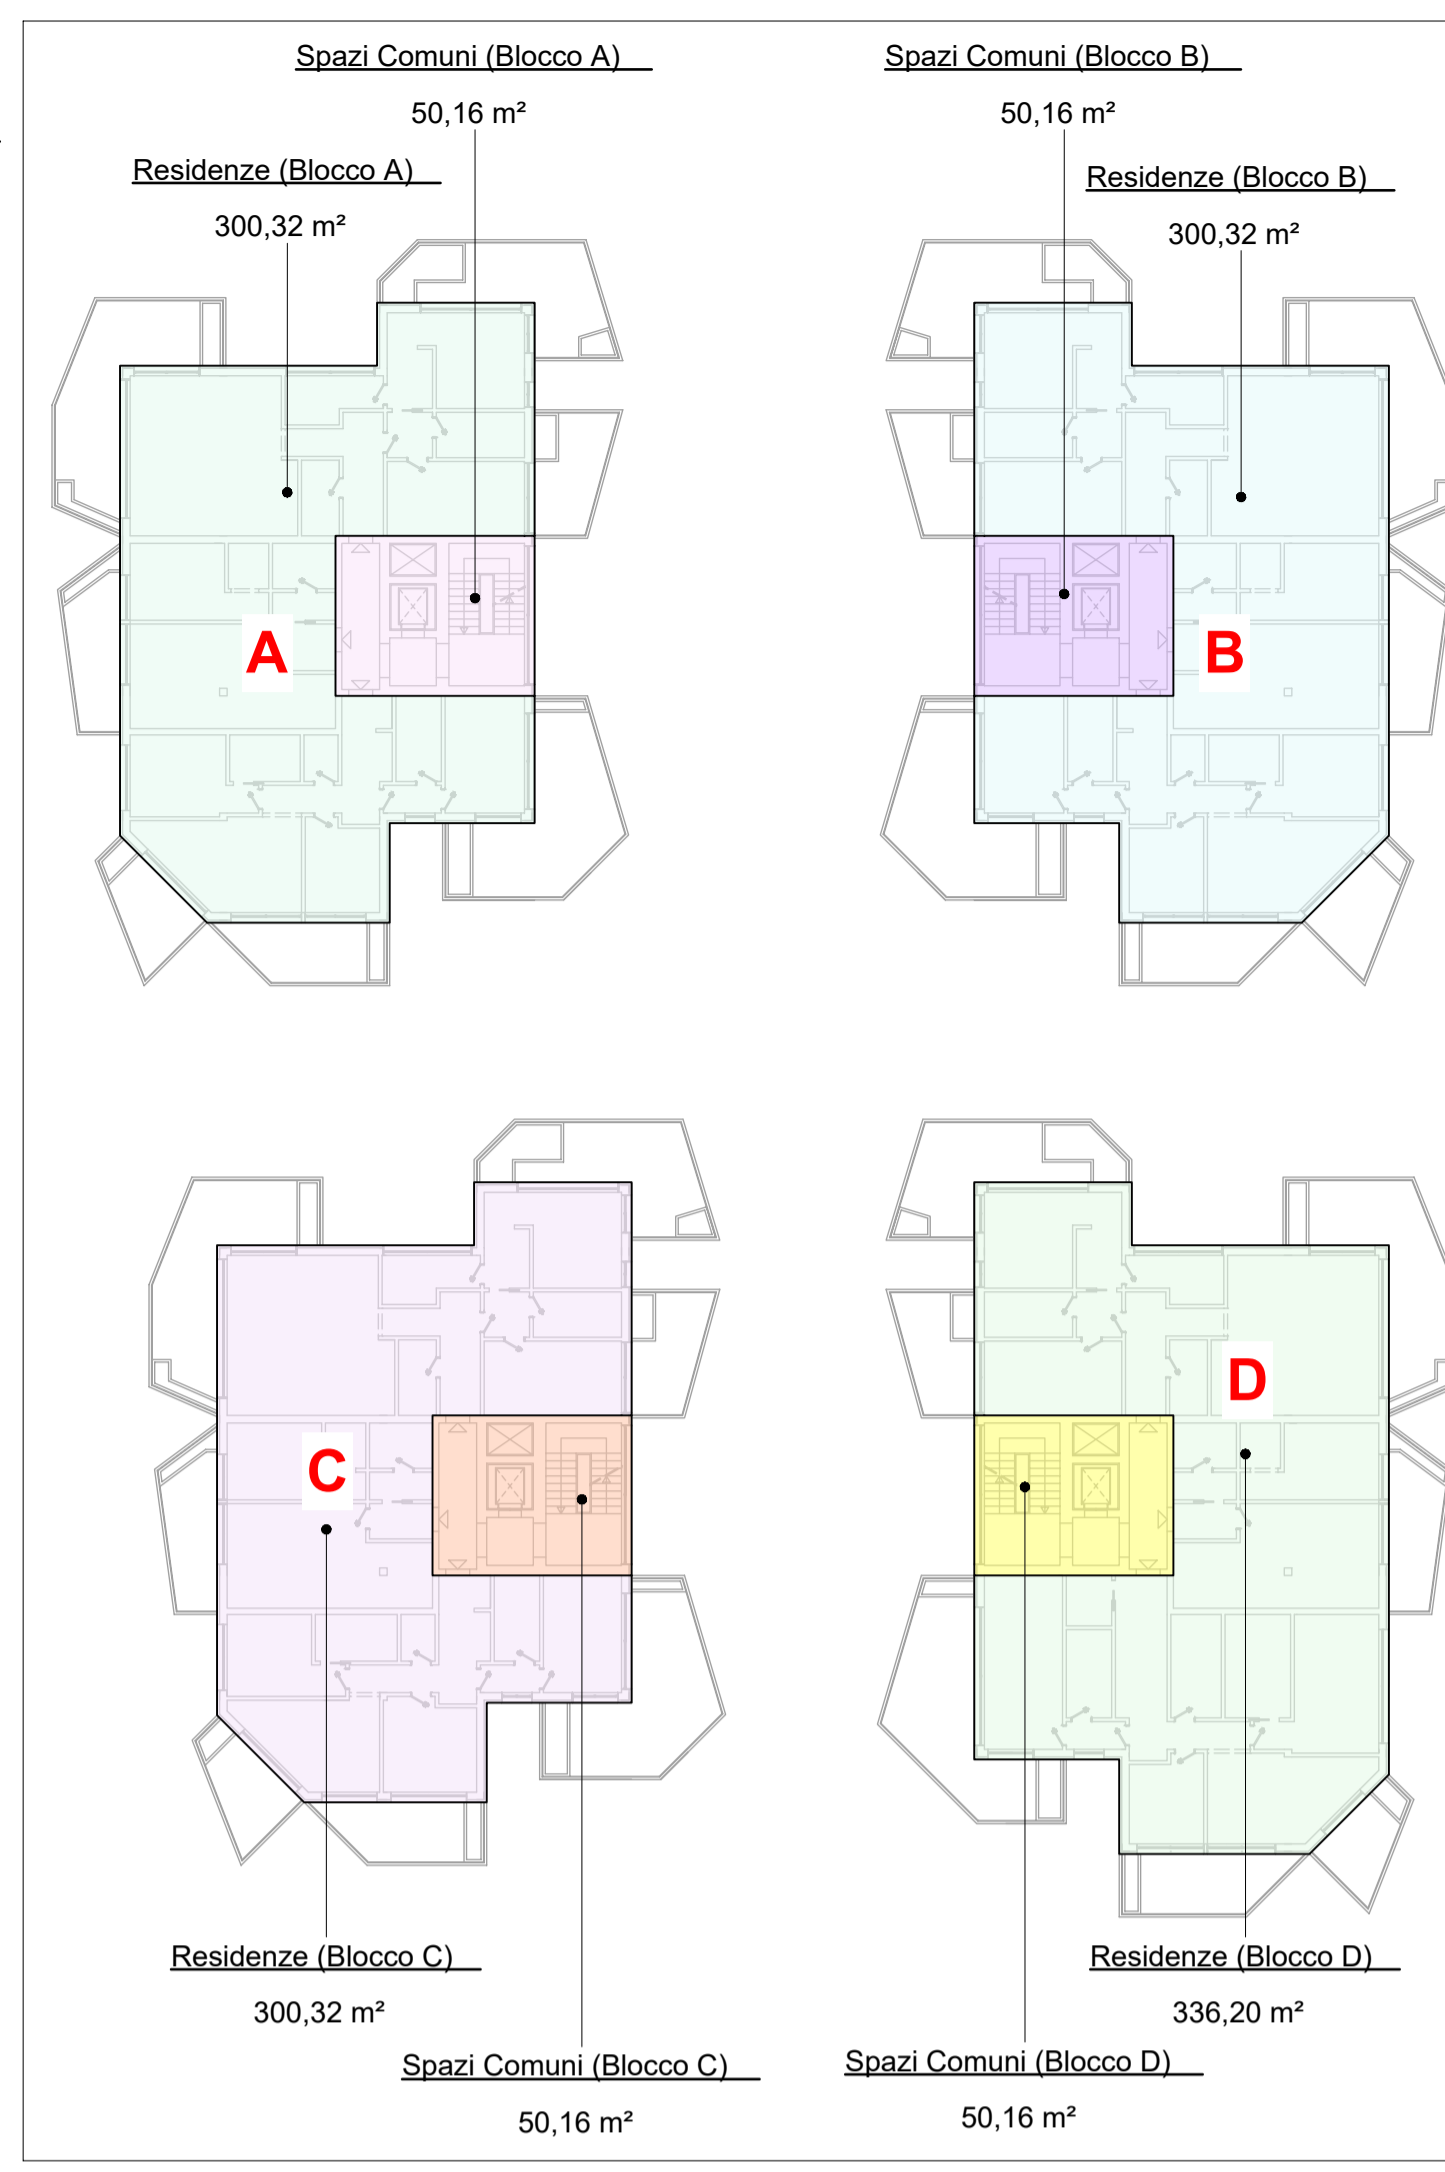 Spazi Comuni (Blocco A)
50,16 m²
Residenze (Blocco A)
300,32 m²
Spazi Comuni (Blocco B)
50,16 m²
Residenze (Blocco B)
300,32 m²
A
B
C
D
Residenze (Blocco C)
300,32 m²
Spazi Comuni (Blocco C)
50,16 m²
Residenze (Blocco D)
336,20 m²
Spazi Comuni (Blocco D)
50,16 m²